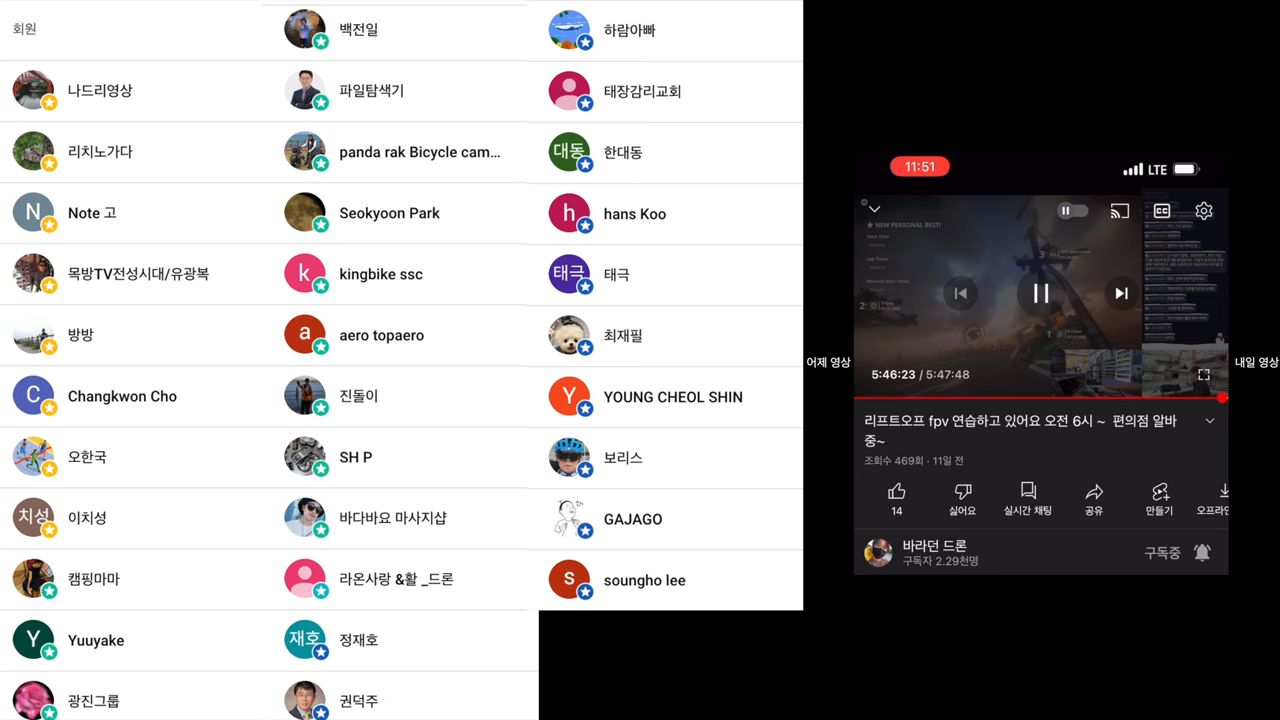 회원
나드리영상
리치노가다
N
Note 고
목방TV전성시대/유광복
방방
C
Changkwon Cho
오한국
치성
이치성
캠핑마마
Y
Yuuyake
광진그룹
백전일
파일탐색기
panda rak Bicycle cam...
Seokyoon Park
k
kingbike ssc
a
aero topaero
진돌이
SH P
바다바요 마사지샵
라온사랑 &활 _드론
재호
정재호
권덕주
하람아빠
태장감리교회
대동
한대동
h
hans Koo
태극
태극
최재필
Y
YOUNG CHEOL SHIN
보리스
GAJAGO
s
soungho lee
어제 영상
11:51
LTE
CC
★ NEW PERSONAL BEST!
5:46:23 / 5:47:48
리프트오프 fpv 연습하고 있어요 오전 6시 ~ 편의점 알바
중~
조회수 469회 · 11일 전
14
싫어요
실시간 채팅
공유
만들기
오프라인
바라던 드론
구독자 2.29천명
구독중
내일 영상